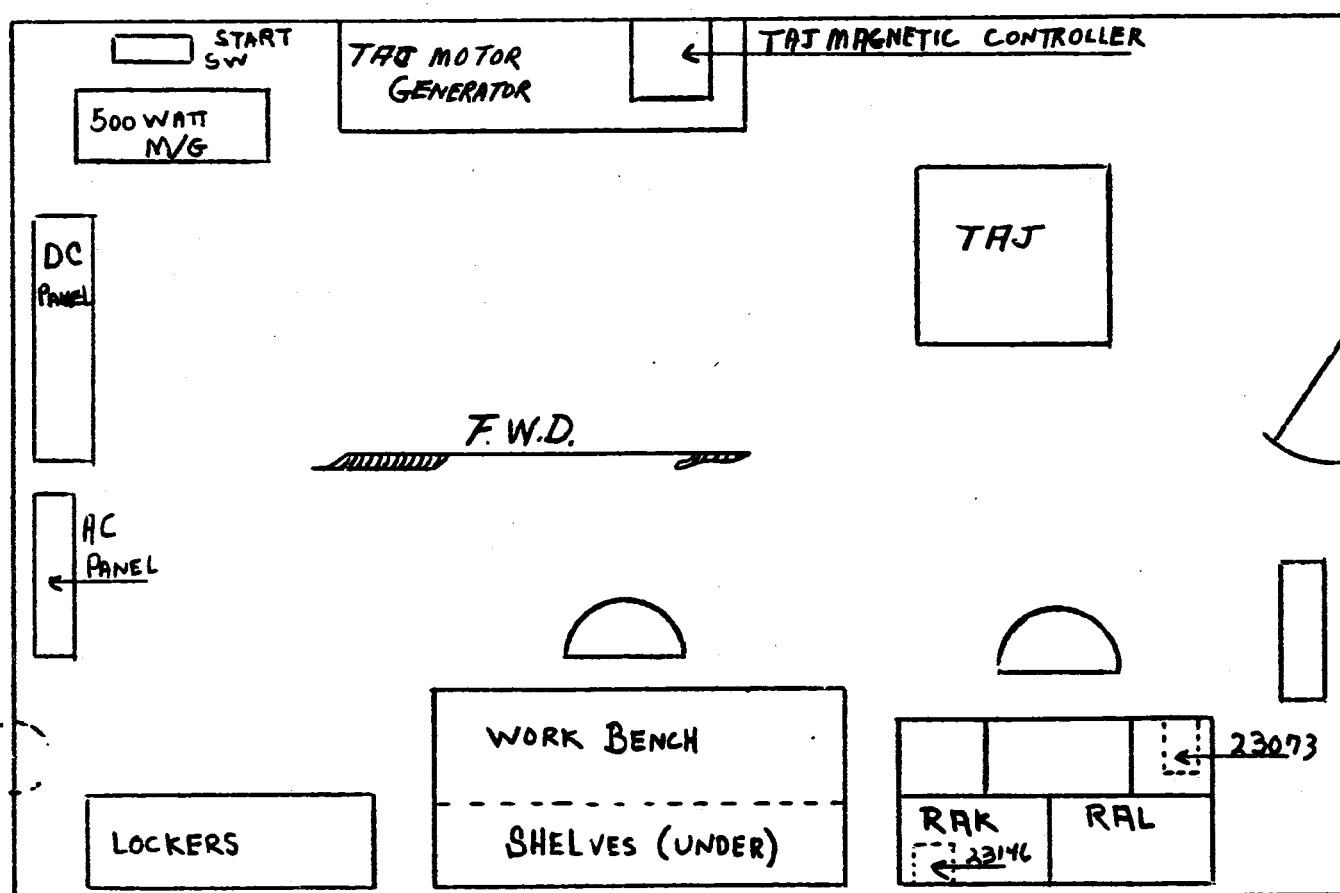 START
SW
TAJ MOTOR
GENERATOR
TAJ MAGNETIC CONTROLLER
500 WATT
M/G
DC
PANEL
TAJ
F.W.D.
AC
PANEL
WORK BENCH
SHELVES (UNDER)
LOCKERS
23073
RAK
RAL
23146